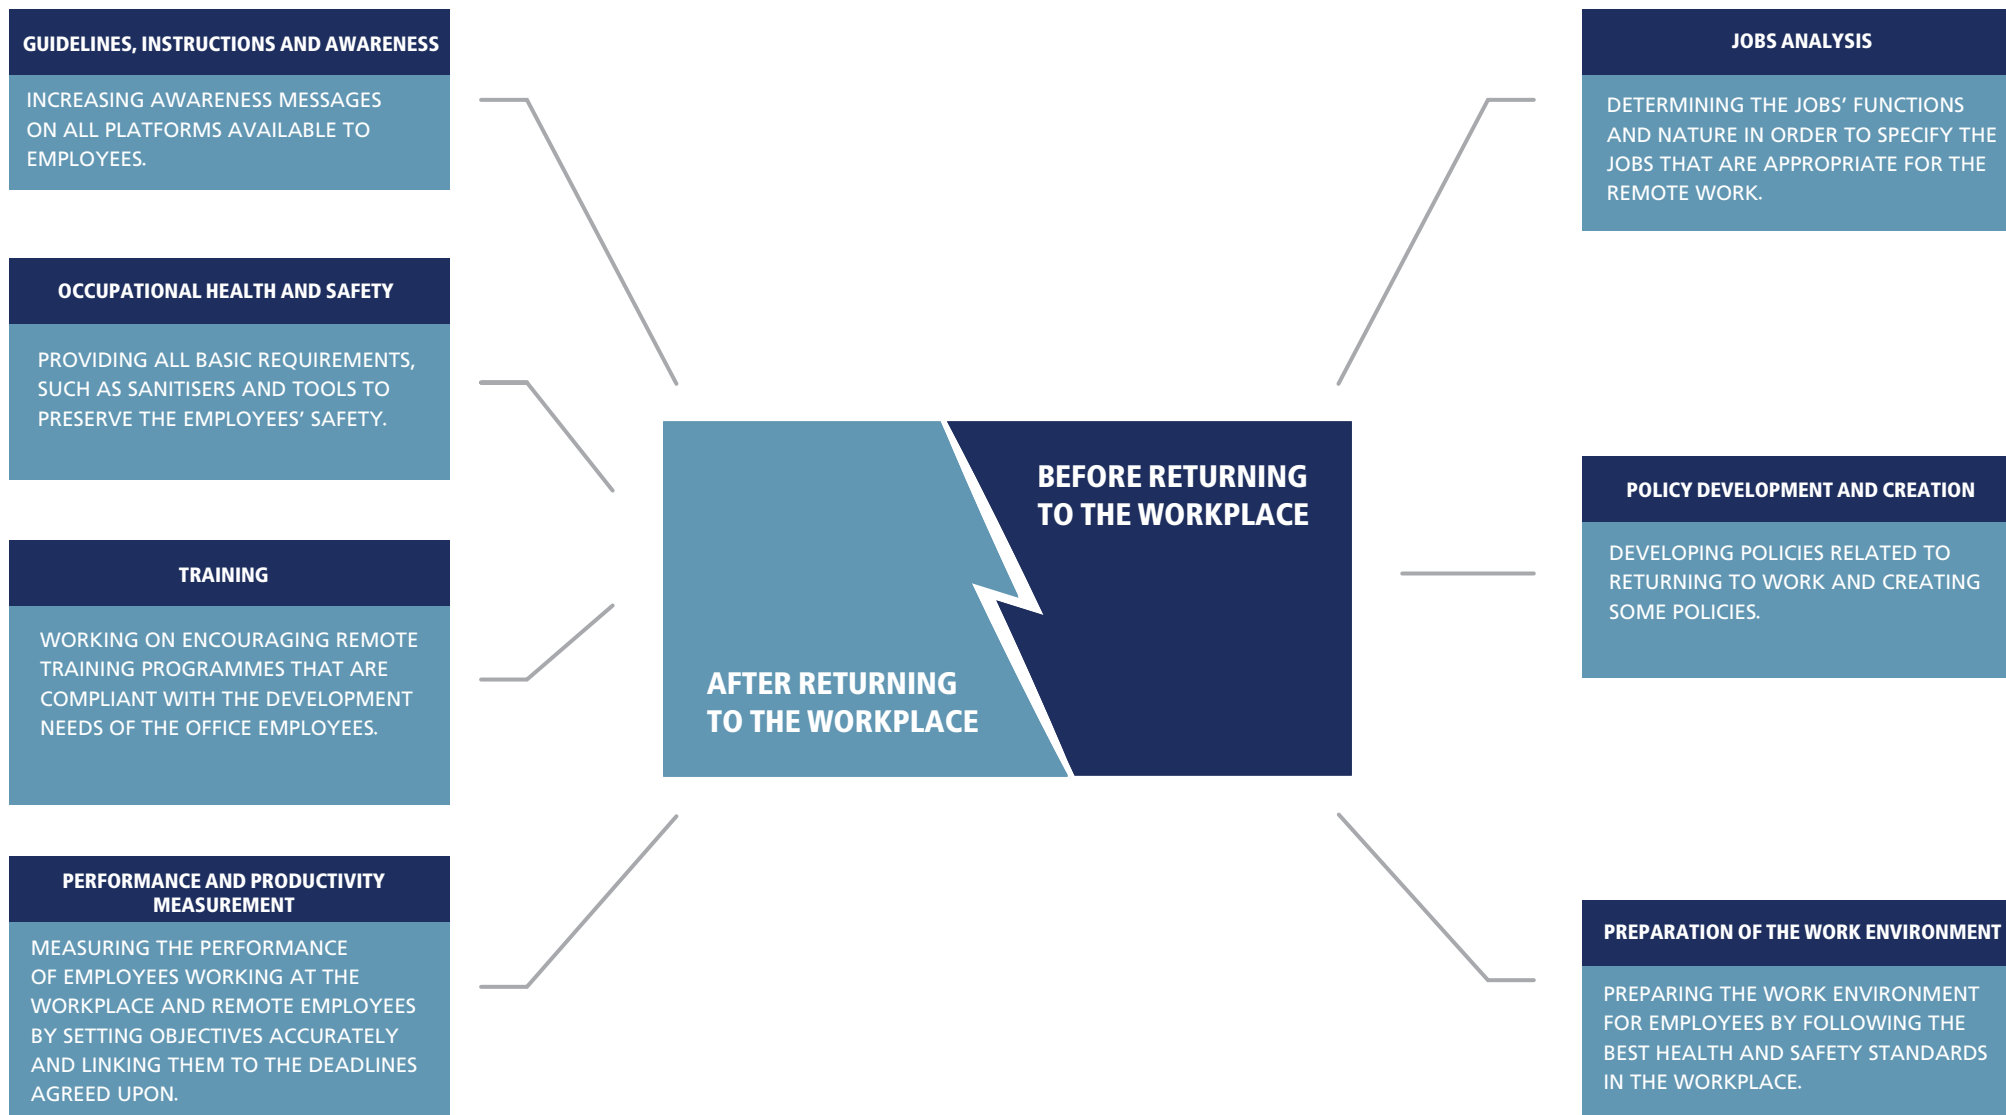 GUIDELINES, INSTRUCTIONS AND AWARENESS
INCREASING AWARENESS MESSAGES
ON ALL PLATFORMS AVAILABLE TO
EMPLOYEES.
OCCUPATIONAL HEALTH AND SAFETY
PROVIDING ALL BASIC REQUIREMENTS,
SUCH AS SANITISERS AND TOOLS TO
PRESERVE THE EMPLOYEES’ SAFETY.
TRAINING
WORKING ON ENCOURAGING REMOTE
TRAINING PROGRAMMES THAT ARE
COMPLIANT WITH THE DEVELOPMENT
NEEDS OF THE OFFICE EMPLOYEES.
PERFORMANCE AND PRODUCTIVITY
MEASUREMENT
MEASURING THE PERFORMANCE
OF EMPLOYEES WORKING AT THE
WORKPLACE AND REMOTE EMPLOYEES
BY SETTING OBJECTIVES ACCURATELY
AND LINKING THEM TO THE DEADLINES
AGREED UPON.
AFTER RETURNING
TO THE WORKPLACE
BEFORE RETURNING
TO THE WORKPLACE
JOBS ANALYSIS
DETERMINING THE JOBS’ FUNCTIONS
AND NATURE IN ORDER TO SPECIFY THE
JOBS THAT ARE APPROPRIATE FOR THE
REMOTE WORK.
POLICY DEVELOPMENT AND CREATION
DEVELOPING POLICIES RELATED TO
RETURNING TO WORK AND CREATING
SOME POLICIES.
PREPARATION OF THE WORK ENVIRONMENT
PREPARING THE WORK ENVIRONMENT
FOR EMPLOYEES BY FOLLOWING THE
BEST HEALTH AND SAFETY STANDARDS
IN THE WORKPLACE.